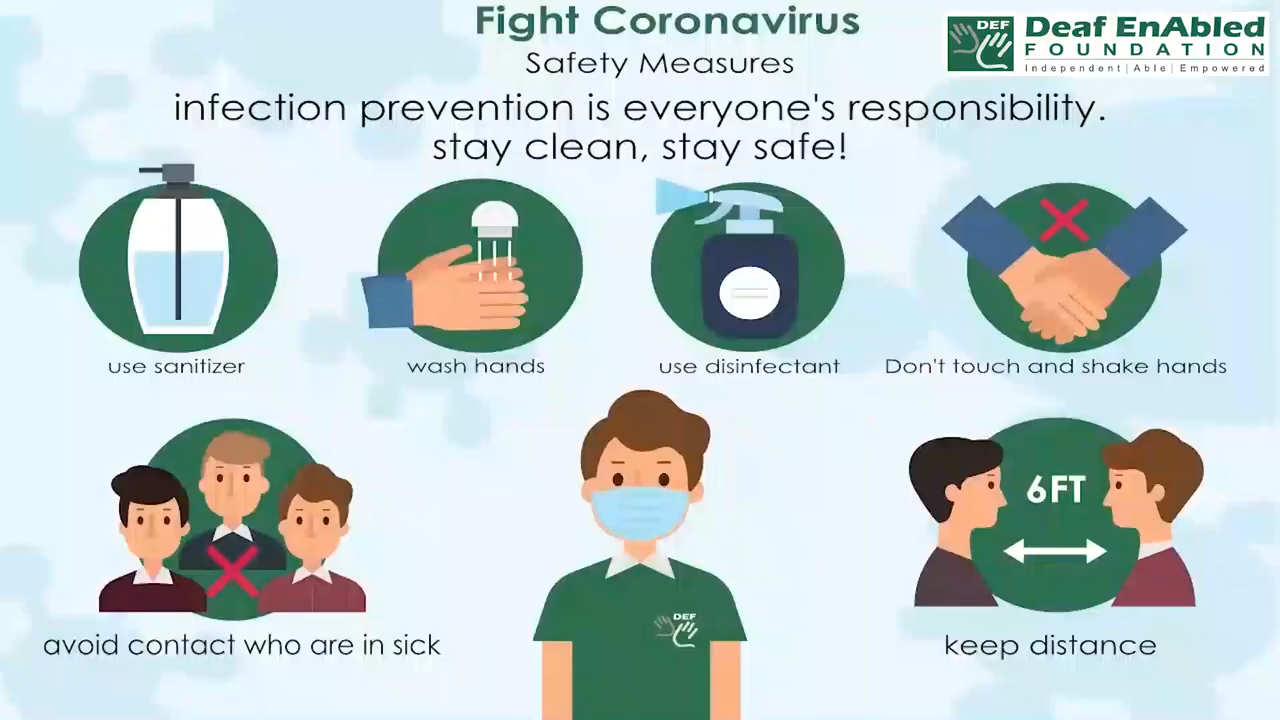 Fight Coronavirus
Safety Measures
infection prevention is everyone's responsibility.
stay clean, stay safe!
DEF
Deaf EnAbled
FOUNDATION
Independent | Able | Empowered
use sanitizer
wash hands
use disinfectant
Don't touch and shake hands
6FT
DEF
avoid contact who are in sick
keep distance